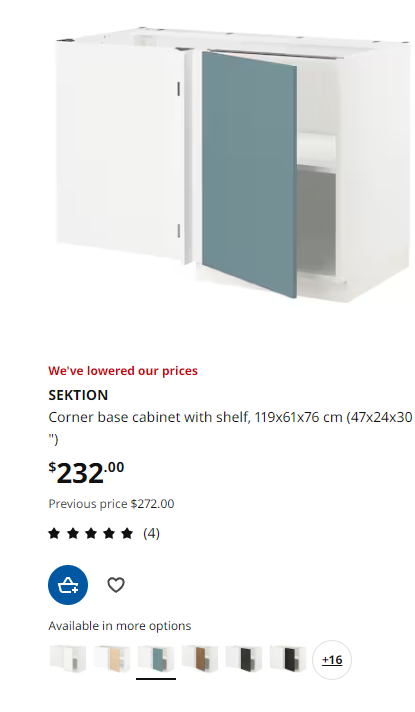 We've lowered our prices
SEKTION
Corner base cabinet with shelf, 119x61x76 cm (47x24x30
")
$232.00
Previous price $272.00
(4)
Available in more options
+16